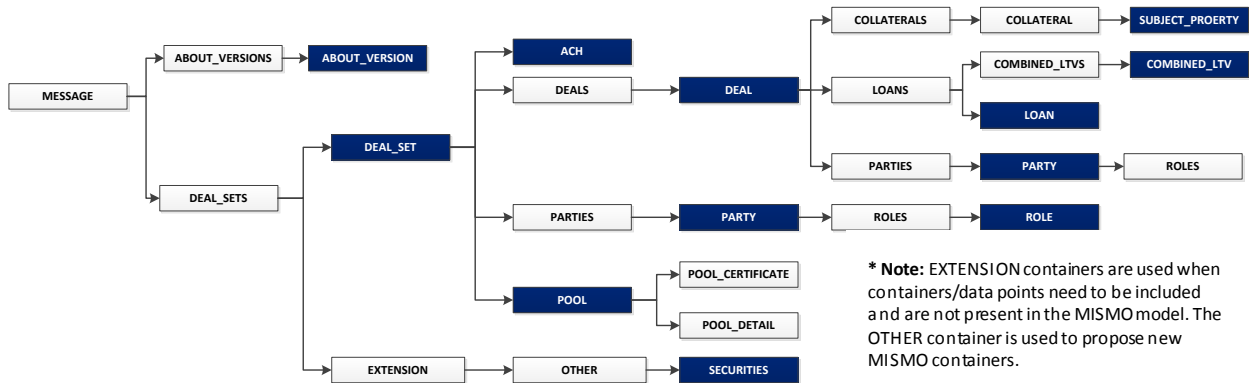 COLLATERALS
COLLATERAL
SUBJECT_PROERTY
ACH
ABOUT_VERSIONS
ABOUT_VERSION
COMBINED_LTVS
COMBINED_LTV
MESSAGE
DEALS
DEAL
LOANS
LOAN
DEAL_SET
PARTIES
PARTY
ROLES
DEAL_SETS
PARTIES
PARTY
ROLES
ROLE
POOL_CERTIFICATE
POOL
POOL_DETAIL
* Note: EXTENSION containers are used when
containers/data points need to be included
and are not present in the MISMO model. The
OTHER container is used to propose new
MISMO containers.
EXTENSION
OTHER
SECURITIES